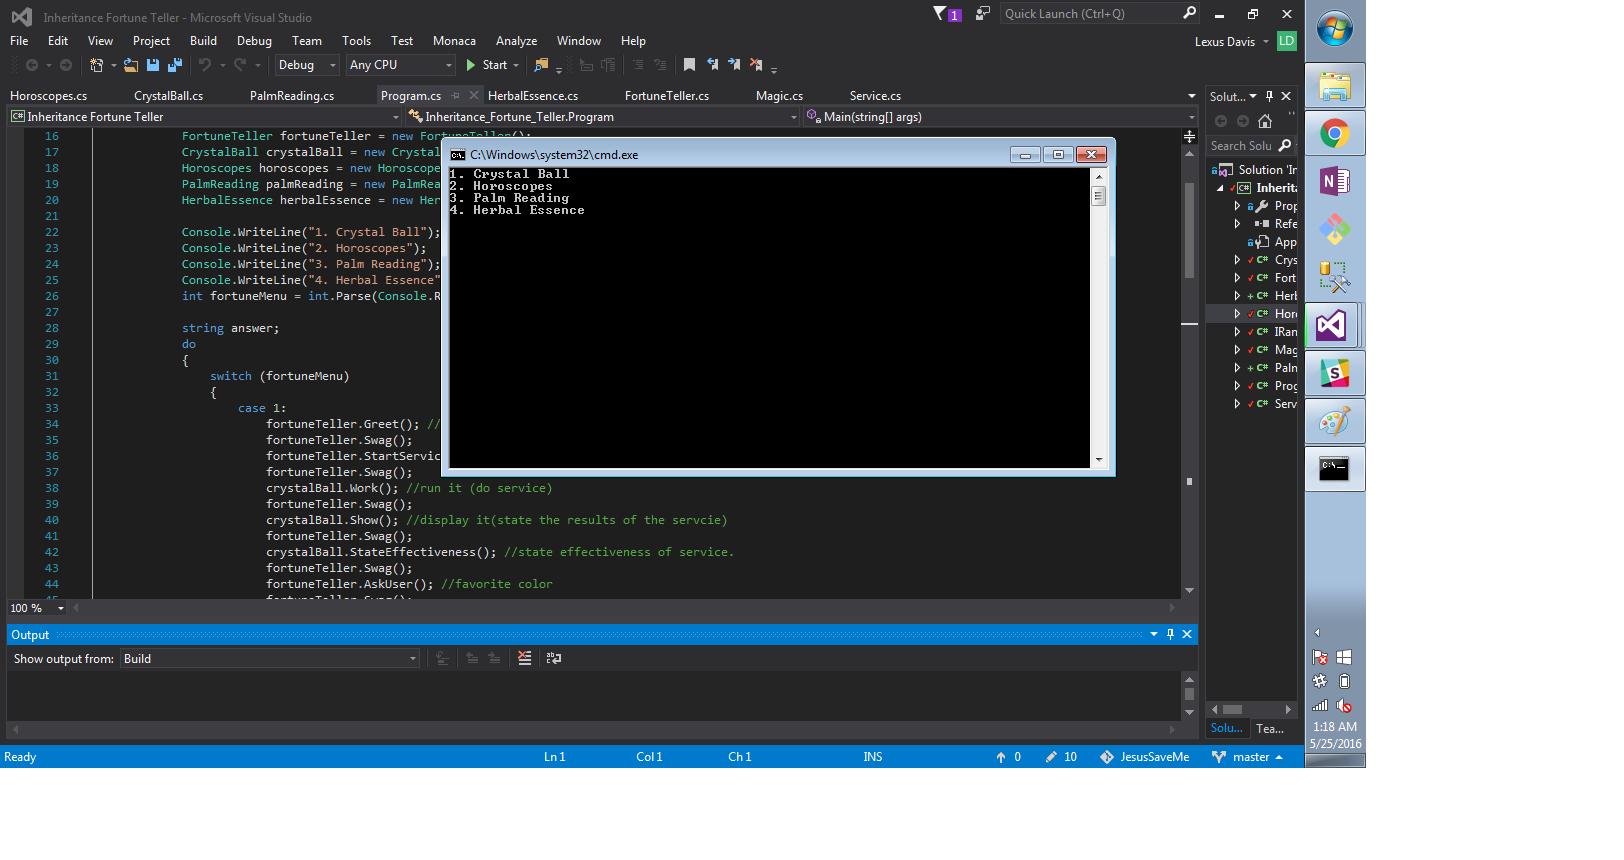 Inheritance Fortune Teller - Microsoft Visual Studio
1
Quick Launch (Ctrl+Q)
File Edit View Project Build Debug Team Tools Test Monaca Analyze Window Help
Lexus Davis LD
Debug Any CPU Start
Horoscopes.cs CrystalBall.cs PalmReading.cs Program.cs HerbalEssence.cs FortuneTeller.cs Magic.cs Service.cs
Inheritance Fortune Teller Inheritance_Fortune_Teller.Program Main(string[] args)
16 FortuneTeller fortuneTeller = new FortuneTeller();
17 CrystalBall crystalBall = new Crystal
18 Horoscopes horoscopes = new Horoscope
19 PalmReading palmReading = new PalmRea
20 HerbalEssence herbalEssence = new Her
21
22 Console.WriteLine("1. Crystal Ball");
23 Console.WriteLine("2. Horoscopes");
24 Console.WriteLine("3. Palm Reading");
25 Console.WriteLine("4. Herbal Essence"
26 int fortuneMenu = int.Parse(Console.R
27
28 string answer;
29 do
30 {
31 switch (fortuneMenu)
32 {
33 case 1:
34 fortuneTeller.Greet(); //
35 fortuneTeller.Swag();
36 fortuneTeller.StartServic
37 fortuneTeller.Swag();
38 crystalBall.Work(); //run it (do service)
39 fortuneTeller.Swag();
40 crystalBall.Show(); //display it(state the results of the servcie)
41 fortuneTeller.Swag();
42 crystalBall.StateEffectiveness(); //state effectiveness of service.
43 fortuneTeller.Swag();
44 fortuneTeller.AskUser(); //favorite color
45 fortuneTeller.Swag();
C:\Windows\system32\cmd.exe
1. Crystal Ball
2. Horoscopes
3. Palm Reading
4. Herbal Essence
100 %
Output
Show output from: Build
Solut...
Search Solu
Solution 'In
Inherita
Prop
Refe
App
Crys
Fort
Herb
Horo
IRan
Mag
Palm
Prog
Serv
Solu... Tea...
Ready Ln 1 Col 1 Ch 1 INS 0 10 JesusSaveMe master
1:18 AM
5/25/2016